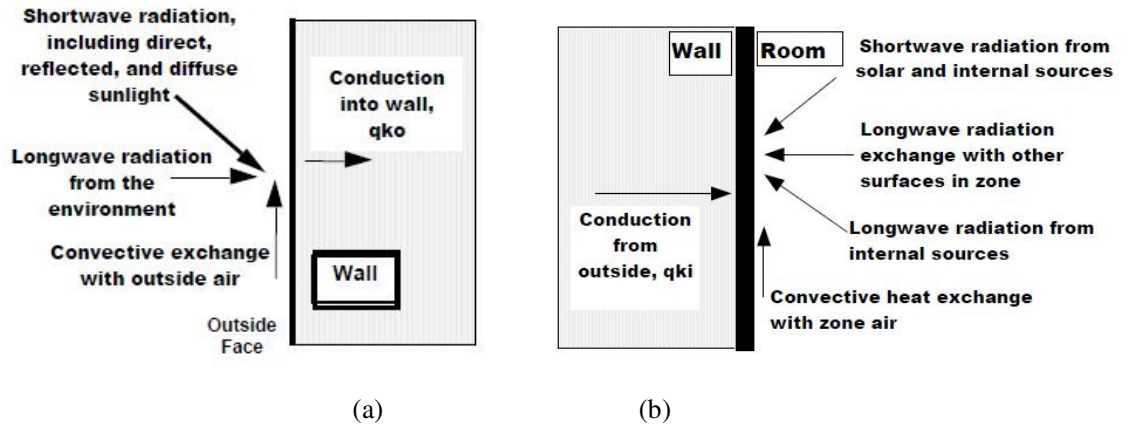 Shortwave radiation,
including direct,
reflected, and diffuse
sunlight
Conduction
into wall,
qko
Longwave radiation
from the
environment
Convective exchange
with outside air
Wall
Outside
Face
(a)
Wall
Room
Shortwave radiation from
solar and internal sources
Longwave radiation
exchange with other
surfaces in zone
Conduction
from
outside, qki
Longwave radiation from
internal sources
Convective heat exchange
with zone air
(b)